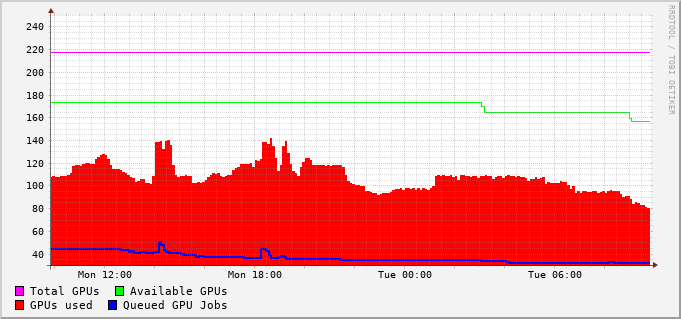 RRDTOOL / TOBI OETIKER
240
220
200
180
160
140
120
100
80
60
40
Mon 12:00 Mon 18:00 Tue 00:00 Tue 06:00
Total GPUs Available GPUs
GPUs used Queued GPU Jobs